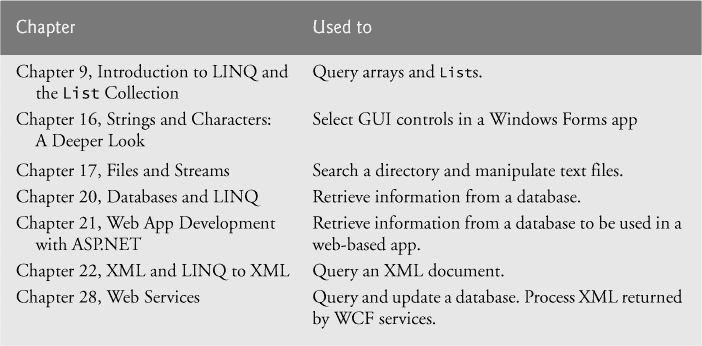 Chapter Used to
Chapter 9, Introduction to LINQ and Query arrays and Lists.
the List Collection
Chapter 16, Strings and Characters: Select GUI controls in a Windows Forms app
A Deeper Look
Chapter 17, Files and Streams Search a directory and manipulate text files.
Chapter 20, Databases and LINQ Retrieve information from a database.
Chapter 21, Web App Development Retrieve information from a database to be used in a
with ASP.NET web-based app.
Chapter 22, XML and LINQ to XML Query an XML document.
Chapter 28, Web Services Query and update a database. Process XML returned
by WCF services.